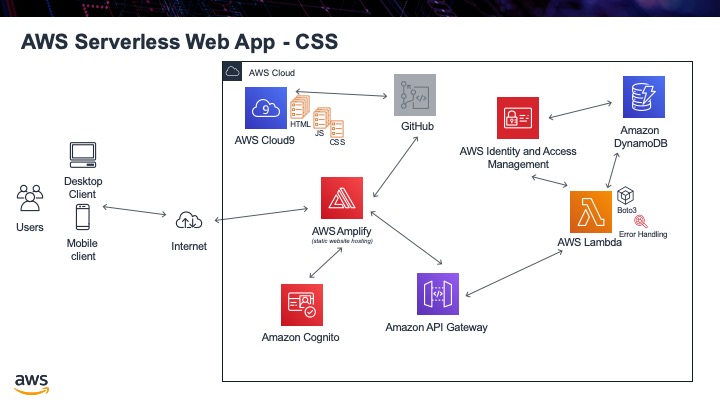 AWS Serverless Web App - CSS
AWS Cloud
9
AWS Cloud9
HTML
JS
CSS
GitHub
AWS Identity and Access
Management
Amazon
DynamoDB
Desktop
Client
Users
Mobile
client
Internet
AWS Amplify
(static website hosting)
Boto3
Error Handling
AWS Lambda
Amazon Cognito
Amazon API Gateway
aws